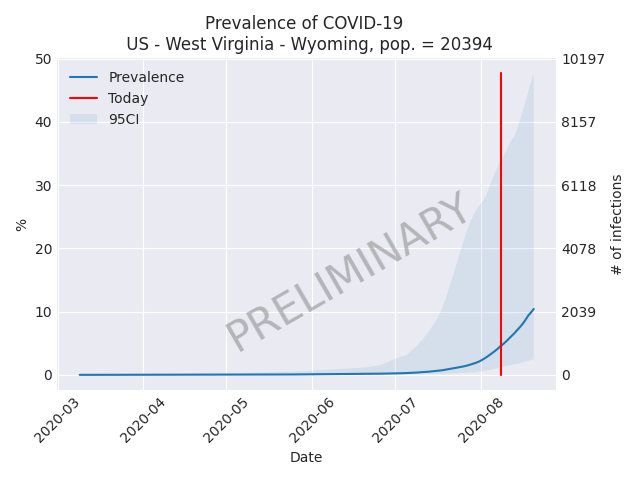 Prevalence of COVID-19
US - West Virginia - Wyoming, pop. = 20394
50
40
30
20
10
0
%
10197
8157
6118
4078
2039
0
# of infections
Prevalence
Today
95CI
PRELIMINARY
2020-03
2020-04
2020-05
2020-06
2020-07
2020-08
Date